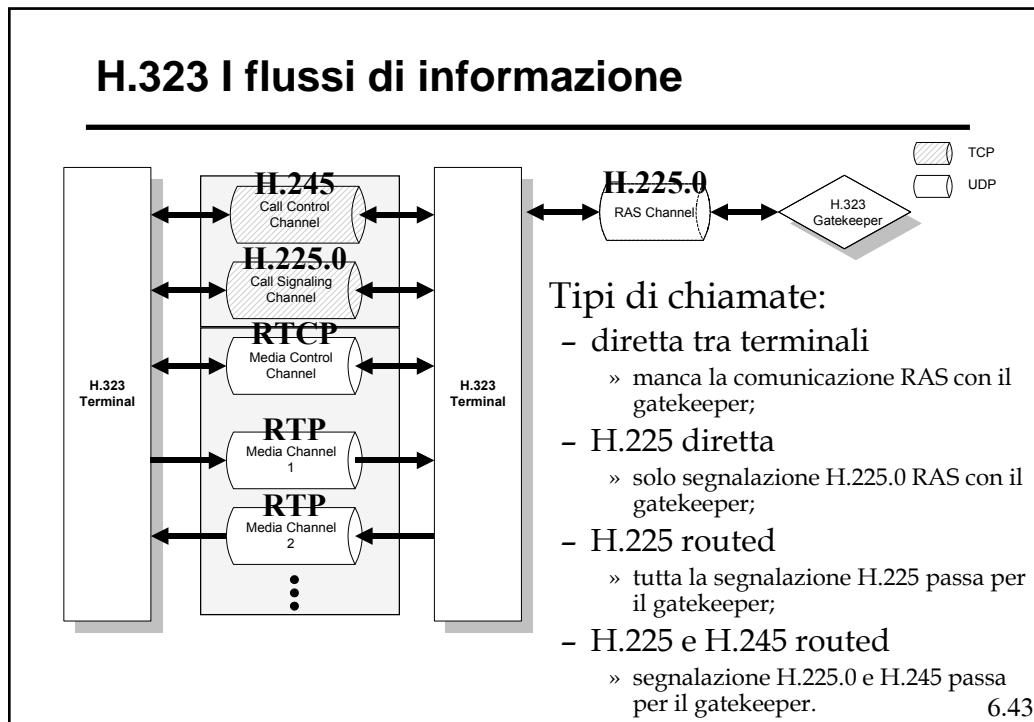 H.323 I flussi di informazione
TCP
UDP
H.245
Call Control
Channel
H.225.0
Call Signaling
Channel
RTCP
Media Control
Channel
RTP
Media Channel
1
RTP
Media Channel
2
H.323
Terminal
H.323
Terminal
H.225.0
RAS Channel
H.323
Gatekeeper
Tipi di chiamate:
– diretta tra terminali
» manca la comunicazione RAS con il
gatekeeper;
– H.225 diretta
» solo segnalazione H.225.0 RAS con il
gatekeeper;
– H.225 routed
» tutta la segnalazione H.225 passa per
il gatekeeper;
– H.225 e H.245 routed
» segnalazione H.225.0 e H.245 passa
per il gatekeeper.
6.43